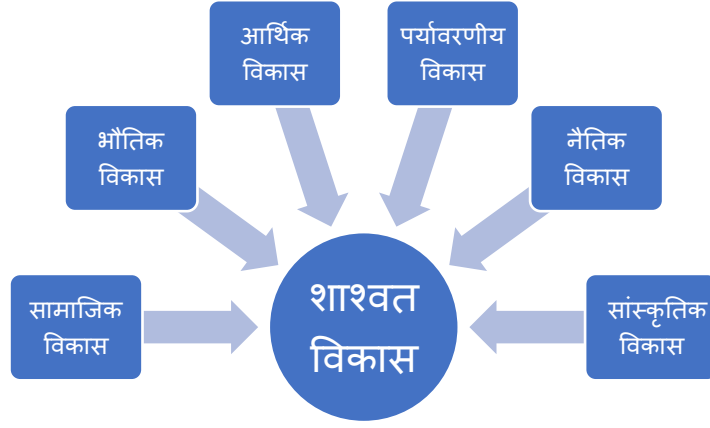 आर्थिक
विकास
पर्यावरणीय
विकास
भौतिक
विकास
नैतिक
विकास
सामाजिक
विकास
शाश्वत
विकास
सांस्कृतिक
विकास